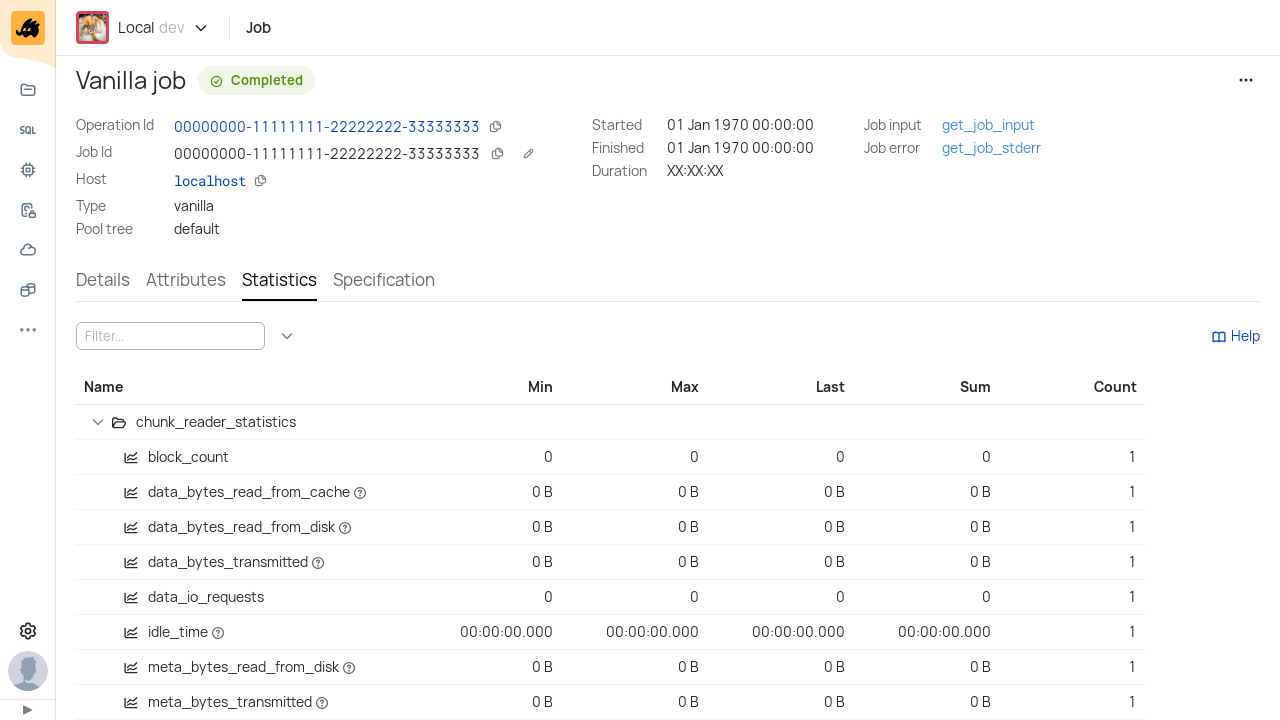 Local dev
Job
Vanilla job
Completed
Operation Id 00000000-11111111-22222222-33333333
Job Id 00000000-11111111-22222222-33333333
Host localhost
Type vanilla
Pool tree default
Started 01 Jan 1970 00:00:00
Finished 01 Jan 1970 00:00:00
Duration XX:XX:XX
Job input get_job_input
Job error get_job_stderr
SQL
Details Attributes Statistics Specification
Filter...
Help
Name Min Max Last Sum Count
chunk_reader_statistics
block_count 0 0 0 0 1
data_bytes_read_from_cache 0 B 0 B 0 B 0 B 1
data_bytes_read_from_disk 0 B 0 B 0 B 0 B 1
data_bytes_transmitted 0 B 0 B 0 B 0 B 1
data_io_requests 0 0 0 0 1
idle_time 00:00:00.000 00:00:00.000 00:00:00.000 00:00:00.000 1
meta_bytes_read_from_disk 0 B 0 B 0 B 0 B 1
meta_bytes_transmitted 0 B 0 B 0 B 0 B 1